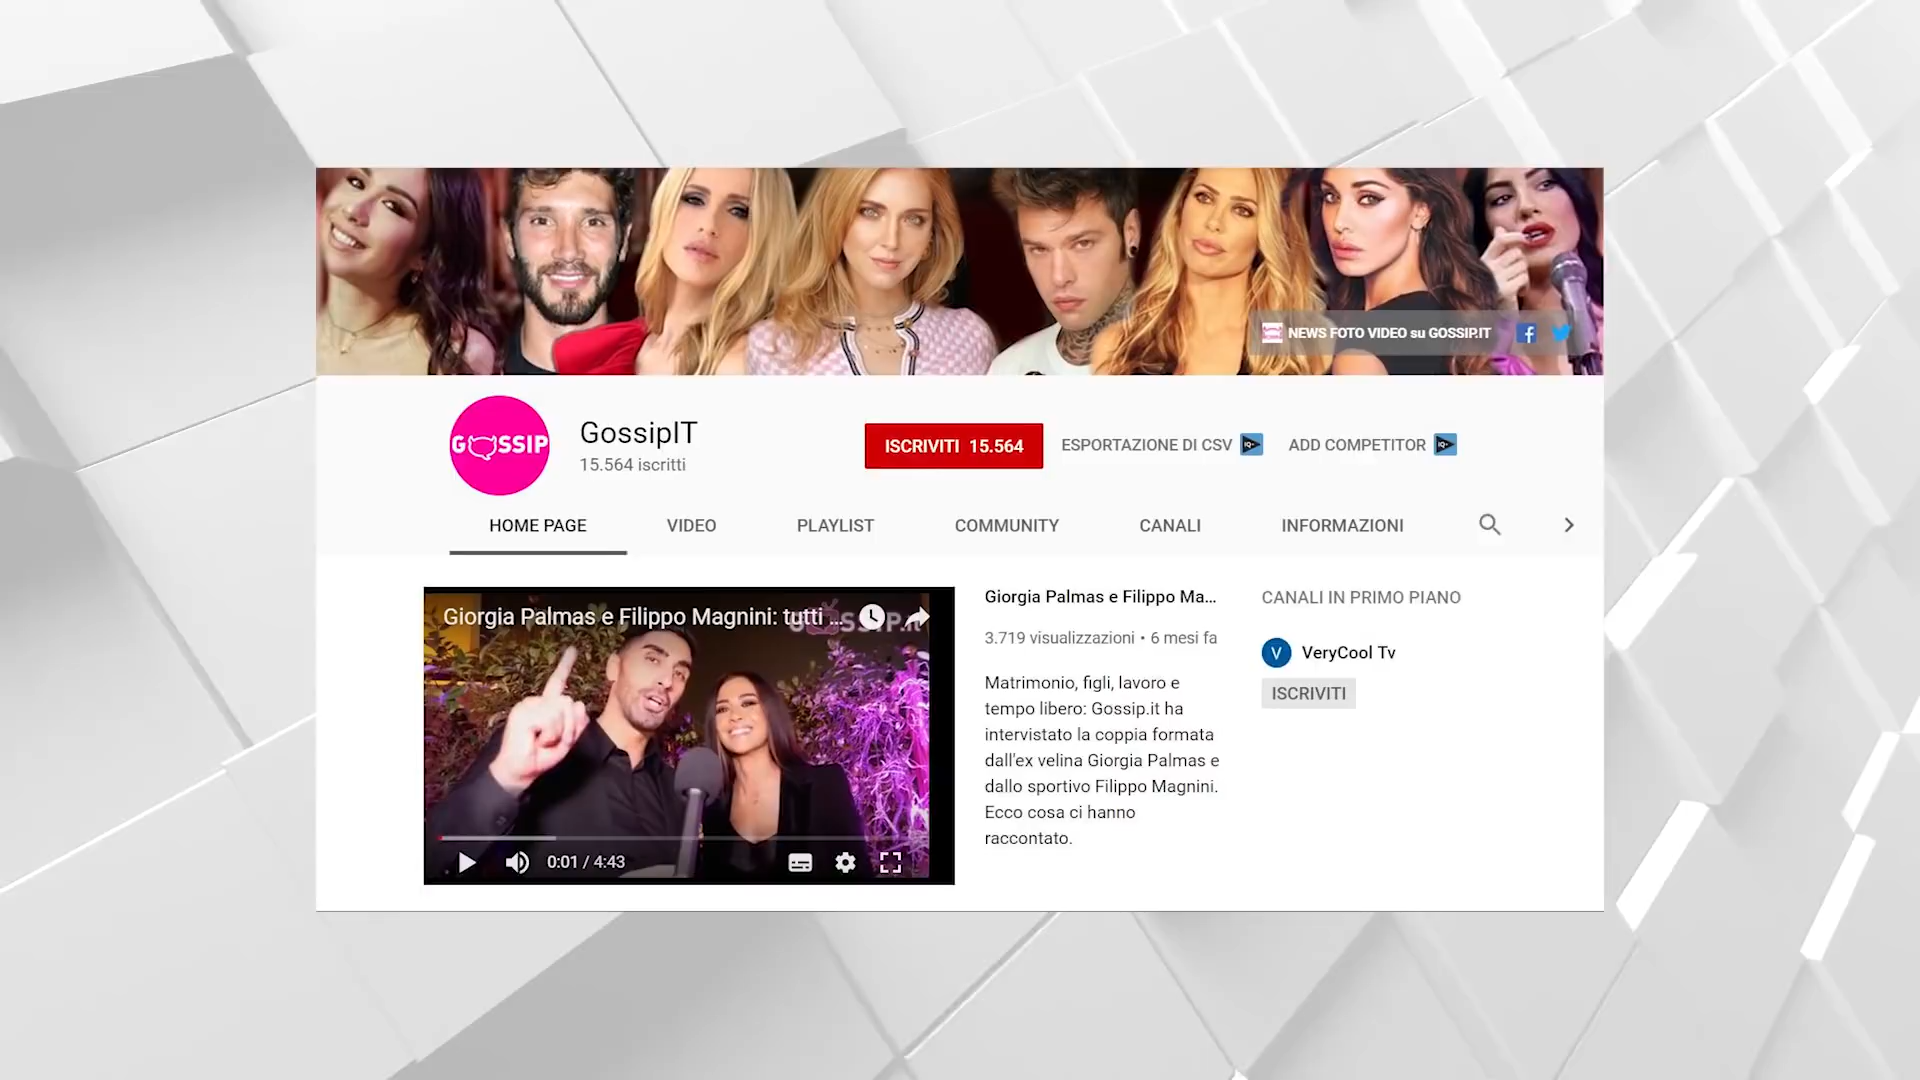 NEWS FOTO VIDEO su GOSSIP.IT
GOSSIP
GossipIT
15.564 iscritti
ISCRIVITI 15.564
ESPORTAZIONE DI CSV
ADD COMPETITOR
HOME PAGE
VIDEO
PLAYLIST
COMMUNITY
CANALI
INFORMAZIONI
Giorgia Palmas e Filippo Magnini: tutti ...
GOSSIP.it
0:01 / 4:43
Giorgia Palmas e Filippo Ma...
3.719 visualizzazioni • 6 mesi fa
Matrimonio, figli, lavoro e
tempo libero: Gossip.it ha
intervistato la coppia formata
dall'ex velina Giorgia Palmas e
dallo sportivo Filippo Magnini.
Ecco cosa ci hanno
raccontato.
CANALI IN PRIMO PIANO
V VeryCool Tv
ISCRIVITI